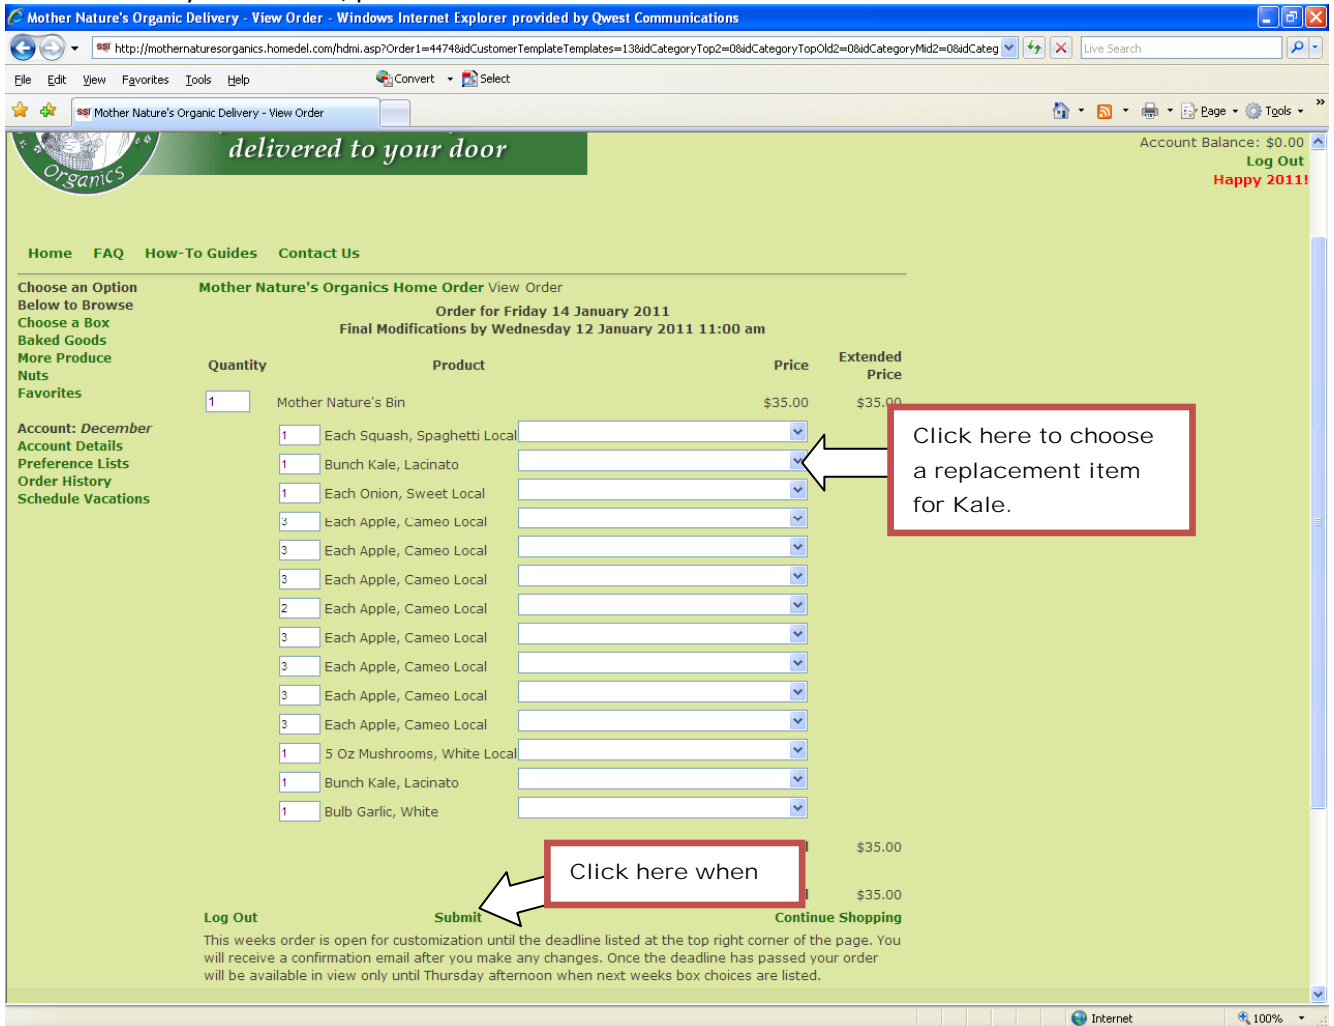 Mother Nature's Organic Delivery - View Order - Windows Internet Explorer provided by Qwest Communications
http://mothernaturesorganics.homedel.com/hdmi.asp?Order1=4474&idCustomerTemplateTemplates=13&idCategoryTop2=0&idCategoryTopOld2=0&idCategoryMid2=0&idCateg
Live Search
File Edit View Favorites Tools Help
Convert Select
Mother Nature's Organic Delivery - View Order
Page Tools
Organics
delivered to your door
Account Balance: $0.00
Log Out
Happy 2011!
Home FAQ How-To Guides Contact Us
Choose an Option
Below to Browse
Choose a Box
Baked Goods
More Produce
Nuts
Favorites
Account: December
Account Details
Preference Lists
Order History
Schedule Vacations
Mother Nature's Organics Home Order View Order
Order for Friday 14 January 2011
Final Modifications by Wednesday 12 January 2011 11:00 am
Quantity Product Price Extended
Price
1 Mother Nature's Bin $35.00 $35.00
1 Each Squash, Spaghetti Local
1 Bunch Kale, Lacinato
1 Each Onion, Sweet Local
3 Each Apple, Cameo Local
3 Each Apple, Cameo Local
3 Each Apple, Cameo Local
2 Each Apple, Cameo Local
3 Each Apple, Cameo Local
3 Each Apple, Cameo Local
3 Each Apple, Cameo Local
3 Each Apple, Cameo Local
1 5 Oz Mushrooms, White Local
1 Bunch Kale, Lacinato
1 Bulb Garlic, White
Click here to choose
a replacement item
for Kale.
$35.00
Click here when
$35.00
Log Out Submit Continue Shopping
This weeks order is open for customization until the deadline listed at the top right corner of the page. You
will receive a confirmation email after you make any changes. Once the deadline has passed your order
will be available in view only until Thursday afternoon when next weeks box choices are listed.
Internet 100%